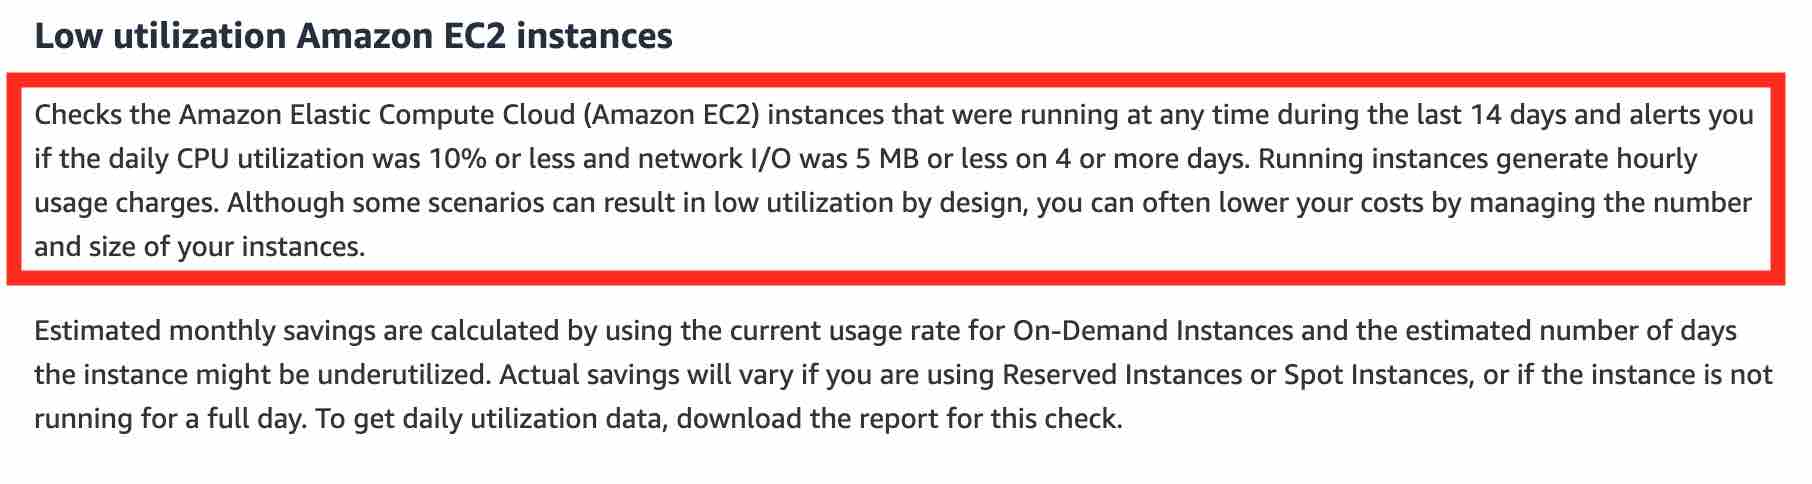 Low utilization Amazon EC2 instances
Checks the Amazon Elastic Compute Cloud (Amazon EC2) instances that were running at any time during the last 14 days and alerts you
if the daily CPU utilization was 10% or less and network I/O was 5 MB or less on 4 or more days. Running instances generate hourly
usage charges. Although some scenarios can result in low utilization by design, you can often lower your costs by managing the number
and size of your instances.
Estimated monthly savings are calculated by using the current usage rate for On-Demand Instances and the estimated number of days
the instance might be underutilized. Actual savings will vary if you are using Reserved Instances or Spot Instances, or if the instance is not
running for a full day. To get daily utilization data, download the report for this check.